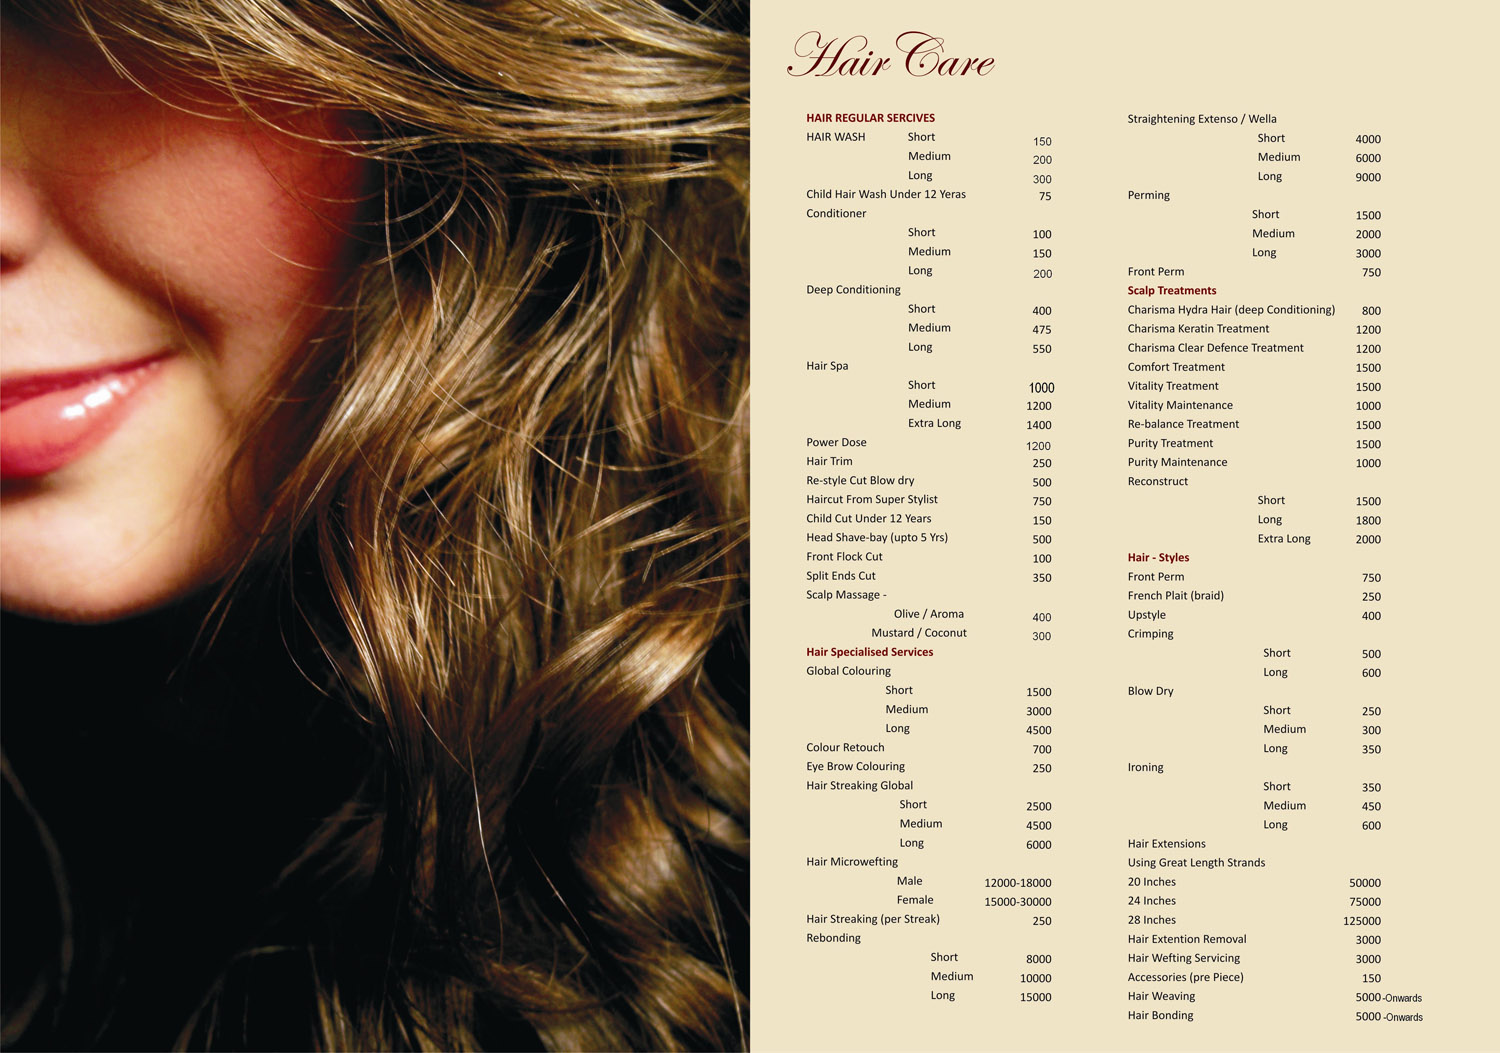 Hair Care
HAIR REGULAR SERCIVES
HAIR WASH Short 150
Medium 200
Long 300
Child Hair Wash Under 12 Yeras 75
Conditioner
Short 100
Medium 150
Long 200
Deep Conditioning
Short 400
Medium 475
Long 550
Hair Spa
Short 1000
Medium 1200
Extra Long 1400
Power Dose 1200
Hair Trim 250
Re-style Cut Blow dry 500
Haircut From Super Stylist 750
Child Cut Under 12 Years 150
Head Shave-bay (upto 5 Yrs) 500
Front Flock Cut 100
Split Ends Cut 350
Scalp Massage -
Olive / Aroma 400
Mustard / Coconut 300
Hair Specialised Services
Global Colouring
Short 1500
Medium 3000
Long 4500
Colour Retouch 700
Eye Brow Colouring 250
Hair Streaking Global
Short 2500
Medium 4500
Long 6000
Hair Microwefting
Male 12000-18000
Female 15000-30000
Hair Streaking (per Streak) 250
Rebonding
Short 8000
Medium 10000
Long 15000
Straightening Extenso / Wella
Short 4000
Medium 6000
Long 9000
Perming
Short 1500
Medium 2000
Long 3000
Front Perm 750
Scalp Treatments
Charisma Hydra Hair (deep Conditioning) 800
Charisma Keratin Treatment 1200
Charisma Clear Defence Treatment 1200
Comfort Treatment 1500
Vitality Treatment 1500
Vitality Maintenance 1000
Re-balance Treatment 1500
Purity Treatment 1500
Purity Maintenance 1000
Reconstruct
Short 1500
Long 1800
Extra Long 2000
Hair - Styles
Front Perm 750
French Plait (braid) 250
Upstyle 400
Crimping
Short 500
Long 600
Blow Dry
Short 250
Medium 300
Long 350
Ironing
Short 350
Medium 450
Long 600
Hair Extensions
Using Great Length Strands
20 Inches 50000
24 Inches 75000
28 Inches 125000
Hair Extention Removal 3000
Hair Wefting Servicing 3000
Accessories (pre Piece) 150
Hair Weaving 5000 -Onwards
Hair Bonding 5000 -Onwards